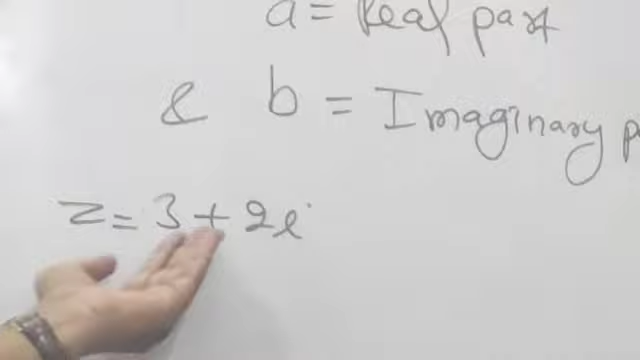 a = Real part
& b = Imaginary
z = 3 + 2i